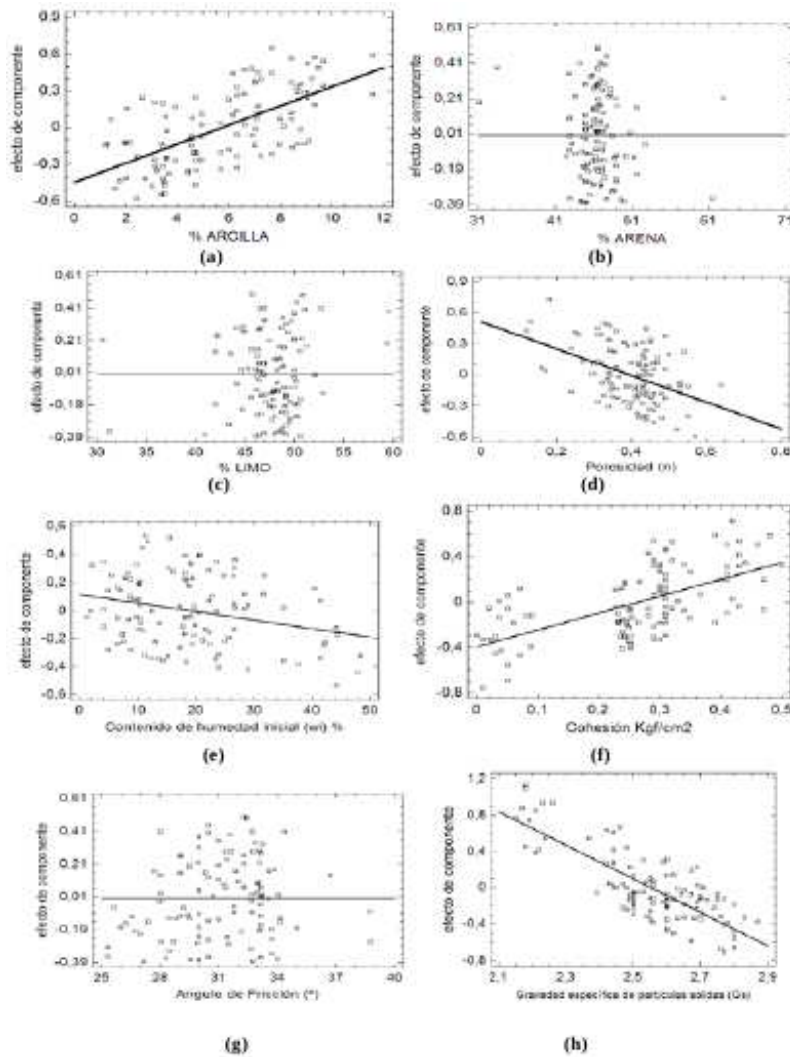 efecto de componente
0,9
0,6
0,3
0
-0,3
-0,6
0 2 4 6 8 10 12
% ARCILLA
(a)
efecto de componente
0,61
0,41
0,21
0,01
-0,19
-0,39
31 41 51 61 71
% ARENA
(b)
efecto de componente
0,61
0,41
0,21
0,01
-0,19
-0,39
30 35 40 45 50 55 60
% LIMO
(c)
efecto de componente
0,9
0,6
0,3
0
-0,3
-0,6
0 0,2 0,4 0,6 0,8
Porosidad (n)
(d)
efecto de componente
0,6
0,4
0,2
0
-0,2
-0,4
-0,6
0 10 20 30 40 50
Contenido de humedad inicial (wi) %
(e)
efecto de componente
0,8
0,4
0
-0,4
-0,8
0 0,1 0,2 0,3 0,4 0,5
Cohesión Kgf/cm2
(f)
efecto de componente
0,61
0,41
0,21
0,01
-0,19
-0,39
25 28 31 34 37 40
Angulo de Fricción (°)
(g)
efecto de componente
1,2
0,8
0,4
0
-0,4
-0,8
2,1 2,3 2,5 2,7 2,9
Gravedad específica de partículas sólidas (Gs)
(h)